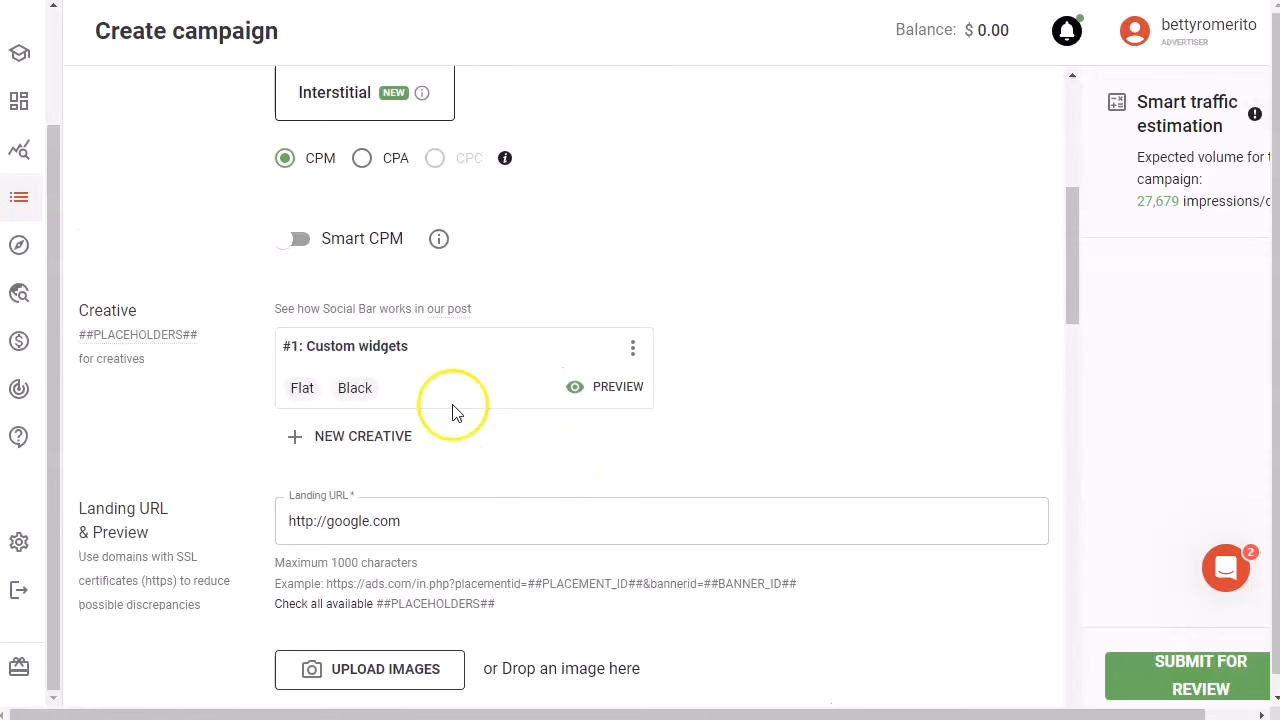 Create campaign
Balance: $ 0.00
bettyromerito
ADVERTISER
Interstitial NEW
CPM CPA CPC
Smart CPM
Smart traffic
estimation
Expected volume for
campaign:
27,679 impressions/
Creative
##PLACEHOLDERS##
for creatives
See how Social Bar works in our post
#1: Custom widgets
Flat Black PREVIEW
+ NEW CREATIVE
Landing URL
& Preview
Use domains with SSL
certificates (https) to reduce
possible discrepancies
Landing URL *
http://google.com
Maximum 1000 characters
Example: https://ads.com/in.php?placementid=##PLACEMENT_ID##&bannerid=##BANNER_ID##
Check all available ##PLACEHOLDERS##
UPLOAD IMAGES or Drop an image here
2
SUBMIT FOR
REVIEW